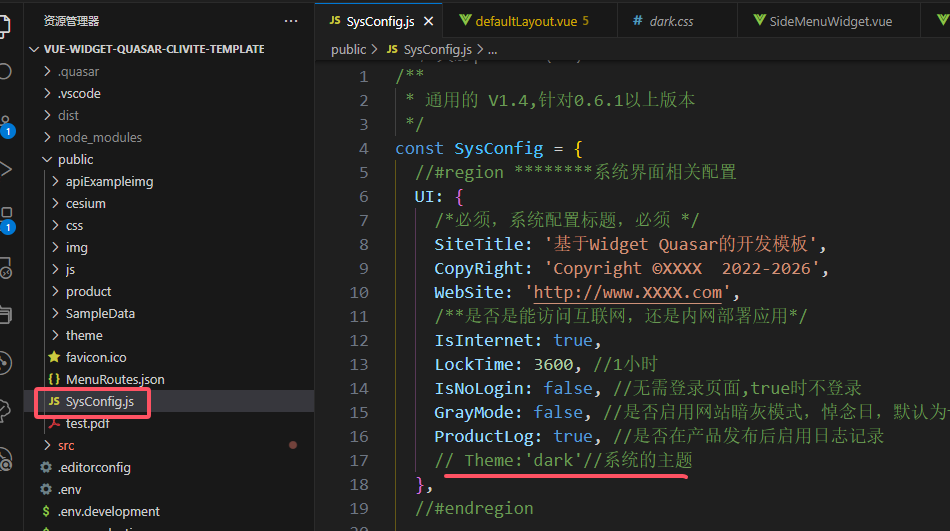 资源管理器
VUE-WIDGET-QUASAR-CLIVITE-TEMPLATE
.quasar
.vscode
dist
node_modules
public
apiExampleimg
cesium
css
img
js
product
SampleData
theme
favicon.ico
{} MenuRoutes.json
JS SysConfig.js
test.pdf
src
.editorconfig
.env
$ .env.development
1
1
JS SysConfig.js
defaultLayout.vue 5
# dark.css
SideMenuWidget.vue
public > JS SysConfig.js > ...
1 /**
2 * 通用的 V1.4,针对0.6.1以上版本
3 */
4 const SysConfig = {
5 //#region ********系统界面相关配置
6 UI: {
7 /*必须，系统配置标题，必须 */
8 SiteTitle: '基于Widget Quasar的开发模板',
9 CopyRight: 'Copyright ©XXXX  2022-2026',
10 WebSite: 'http://www.XXXX.com',
11 /**是否是能访问互联网，还是内网部署应用*/
12 IsInternet: true,
13 LockTime: 3600, //1小时
14 IsNoLogin: false, //无需登录页面,true时不登录
15 GrayMode: false, //是否启用网站暗灰模式，悼念日，默认为
16 ProductLog: true, //是否在产品发布后启用日志记录
17 // Theme:'dark'//系统的主题
18 },
19 //#endregion